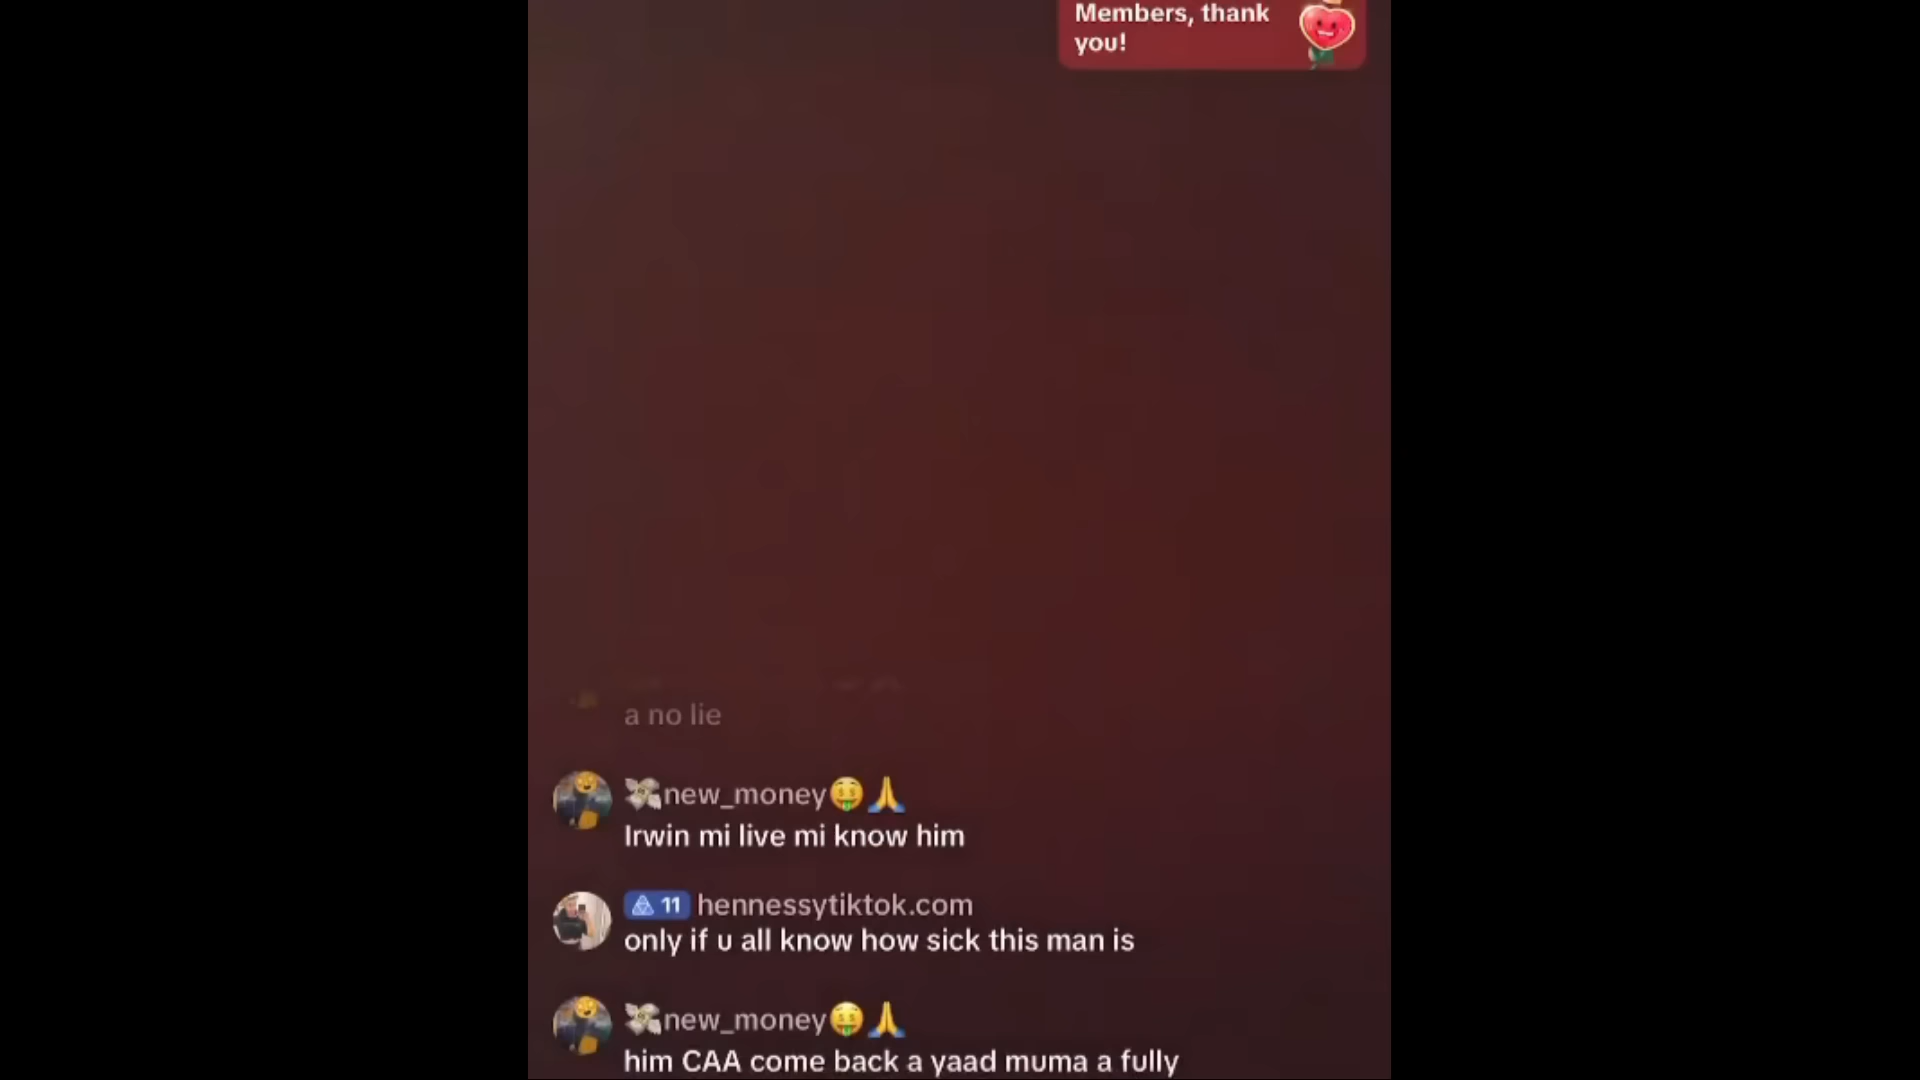 Members, thank
you!
a no lie
💸new_money🤑🙏
Irwin mi live mi know him
11 hennessytiktok.com
only if u all know how sick this man is
💸new_money🤑🙏
him CAA come back a yaad muma a fully